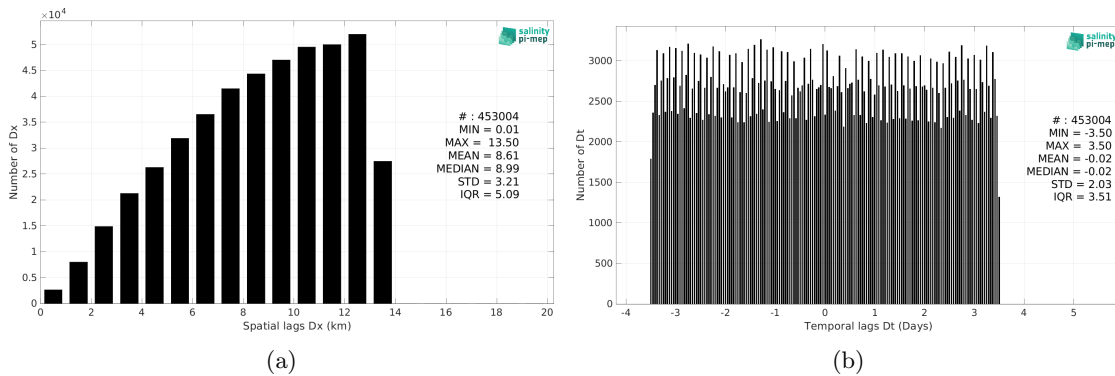 ×10⁴
5
4.5
4
3.5
3
2.5
2
1.5
1
0.5
0
Number of Dx
salinity
pi-mep
# : 453004
MIN = 0.01
MAX = 13.50
MEAN = 8.61
MEDIAN = 8.99
STD = 3.21
IQR = 5.09
0 2 4 6 8 10 12 14 16 18 20
Spatial lags Dx (km)
(a)
3000
2500
2000
1500
1000
500
0
Number of Dt
salinity
pi-mep
# : 453004
MIN = -3.50
MAX = 3.50
MEAN = -0.02
MEDIAN = -0.02
STD = 2.03
IQR = 3.51
-4 -3 -2 -1 0 1 2 3 4 5
Temporal lags Dt (Days)
(b)